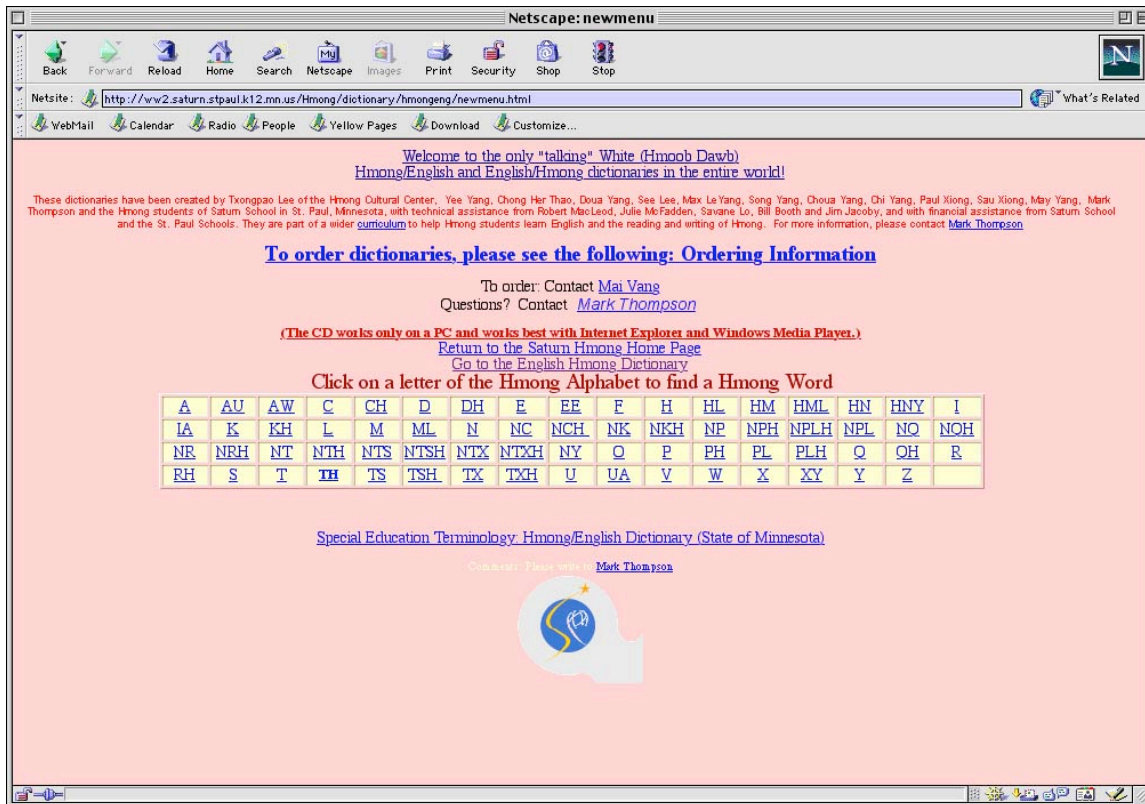 Netscape: newmenu
Back Forward Reload Home Search Netscape Images Print Security Shop Stop
My
N
Netsite: http://ww2.saturn.stpaul.k12.mn.us/Hmong/dictionary/hmongeng/newmenu.html What's Related
WebMail Calendar Radio People Yellow Pages Download Customize...
Welcome to the only "talking" White (Hmoob Dawb)
Hmong/English and English/Hmong dictionaries in the entire world!
These dictionaries have been created by Txongpao Lee of the Hmong Cultural Center, Yee Yang, Chong Her Thao, Doua Yang, See Lee, Max LeYang, Song Yang, Choua Yang, Chi Yang, Paul Xiong, Sau Xiong, May Yang, Mark
Thompson and the Hmong students of Saturn School in St. Paul, Minnesota, with technical assistance from Robert MacLeod, Julie McFadden, Savane Lo, Bill Booth and Jim Jacoby, and with financial assistance from Saturn School
and the St. Paul Schools. They are part of a wider curriculum to help Hmong students learn English and the reading and writing of Hmong. For more information, please contact Mark Thompson
To order dictionaries, please see the following: Ordering Information
To order: Contact Mai Vang
Questions? Contact Mark Thompson
(The CD works only on a PC and works best with Internet Explorer and Windows Media Player.)
Return to the Saturn Hmong Home Page
Go to the English Hmong Dictionary
Click on a letter of the Hmong Alphabet to find a Hmong Word
A AU AW C CH D DH E EE F H HL HM HML HN HNY I
IA K KH L M ML N NC NCH NK NKH NP NPH NPLH NPL NQ NQH
NR NRH NT NTH NTS NTSH NTX NTXH NY O P PH PL PLH Q QH R
RH S T TH TS TSH TX TXH U UA V W X XY Y Z
Special Education Terminology: Hmong/English Dictionary (State of Minnesota)
Comments: Please write to Mark Thompson